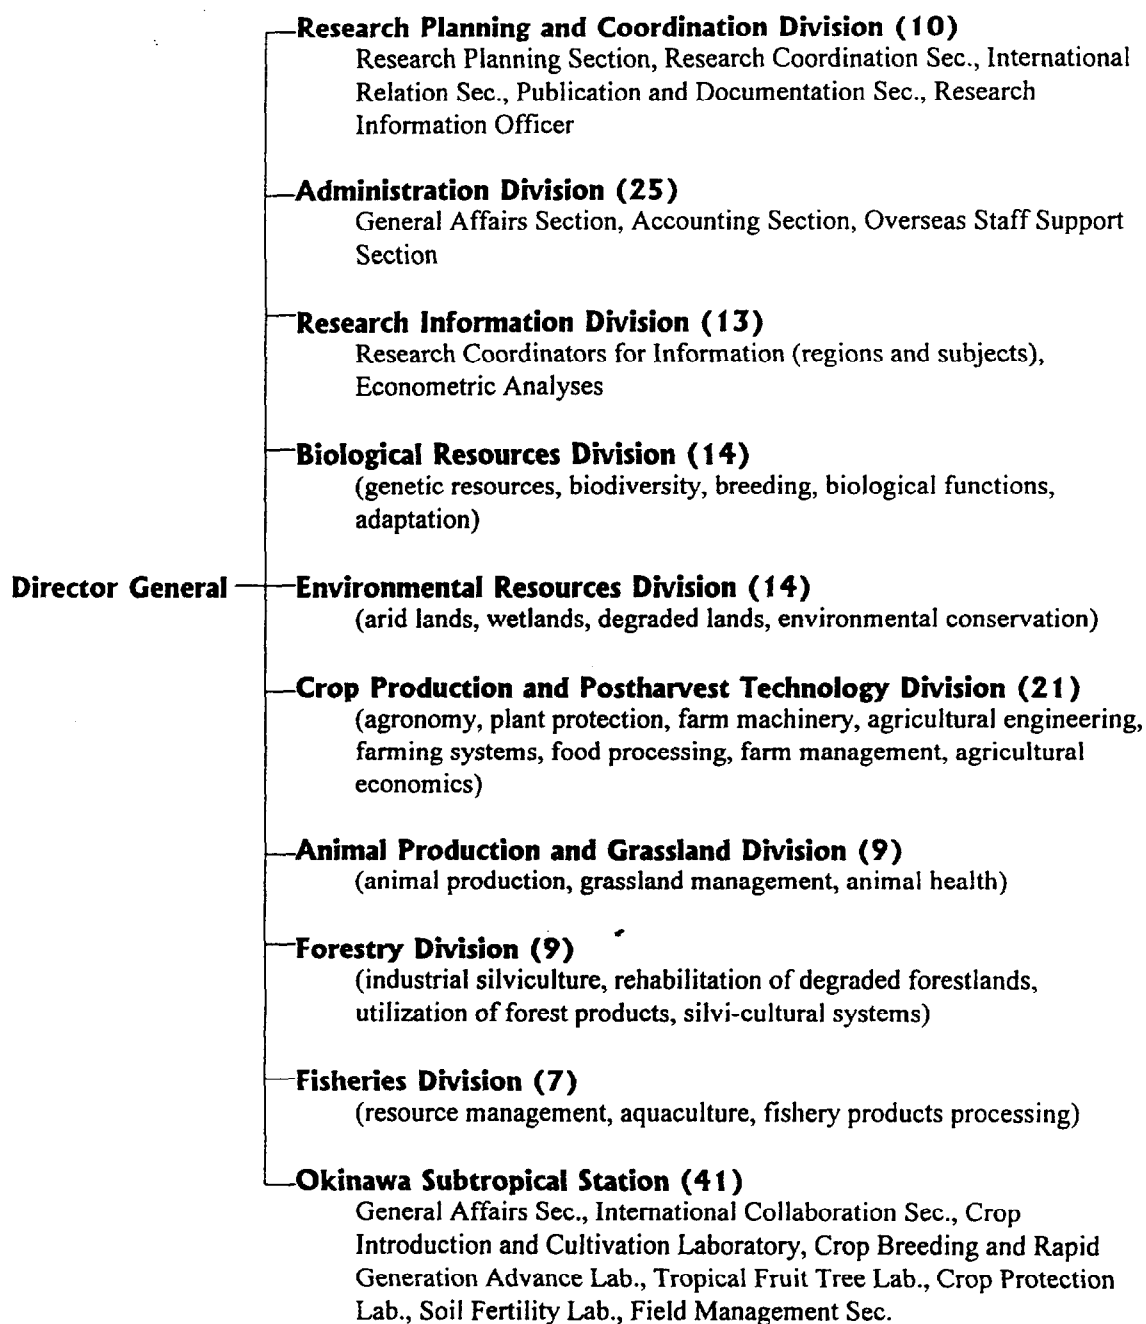 Research Planning and Coordination Division (10)
Research Planning Section, Research Coordination Sec., International
Relation Sec., Publication and Documentation Sec., Research
Information Officer
Administration Division (25)
General Affairs Section, Accounting Section, Overseas Staff Support
Section
Research Information Division (13)
Research Coordinators for Information (regions and subjects),
Econometric Analyses
Biological Resources Division (14)
(genetic resources, biodiversity, breeding, biological functions,
adaptation)
Director General
Environmental Resources Division (14)
(arid lands, wetlands, degraded lands, environmental conservation)
Crop Production and Postharvest Technology Division (21)
(agronomy, plant protection, farm machinery, agricultural engineering,
farming systems, food processing, farm management, agricultural
economics)
Animal Production and Grassland Division (9)
(animal production, grassland management, animal health)
Forestry Division (9)
(industrial silviculture, rehabilitation of degraded forestlands,
utilization of forest products, silvi-cultural systems)
Fisheries Division (7)
(resource management, aquaculture, fishery products processing)
Okinawa Subtropical Station (41)
General Affairs Sec., International Collaboration Sec., Crop
Introduction and Cultivation Laboratory, Crop Breeding and Rapid
Generation Advance Lab., Tropical Fruit Tree Lab., Crop Protection
Lab., Soil Fertility Lab., Field Management Sec.